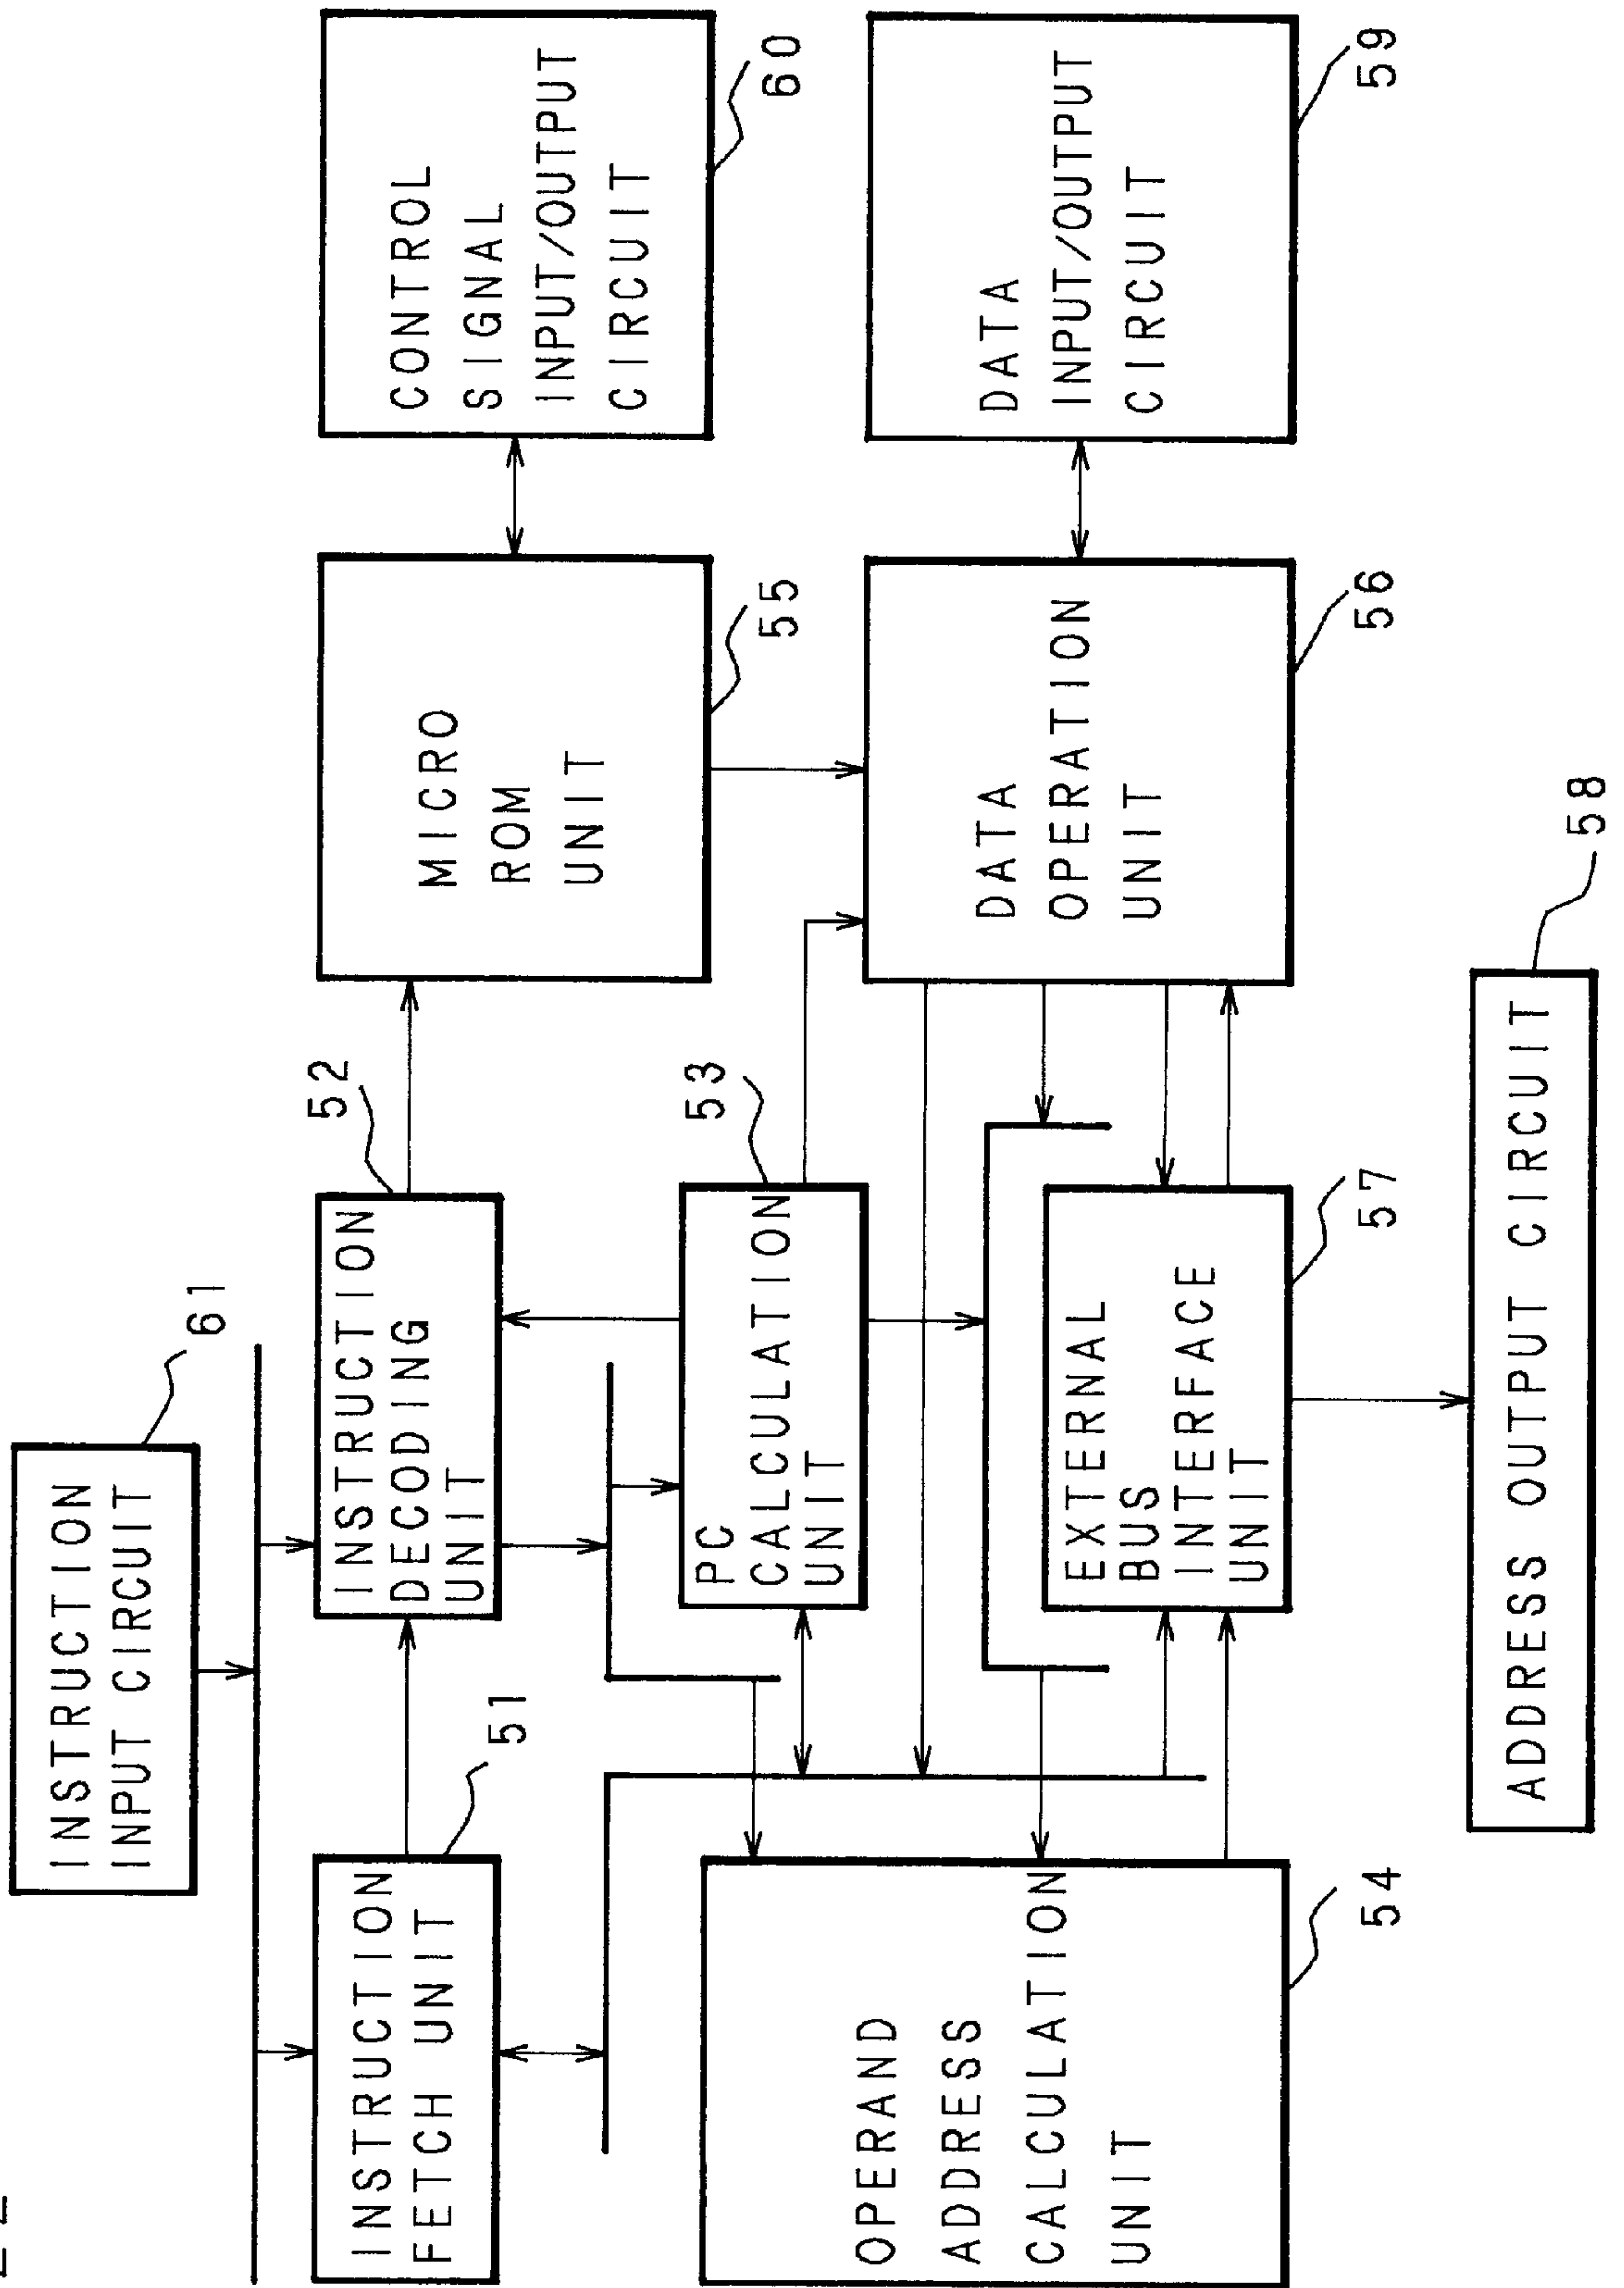 INSTRUCTION
INPUT CIRCUIT
61
INSTRUCTION
FETCH UNIT
51
INSTRUCTION
DECODING
UNIT
52
MICRO
ROM
UNIT
55
CONTROL
SIGNAL
INPUT/OUTPUT
CIRCUIT
60
PC
CALCULATION
UNIT
53
OPERAND
ADDRESS
CALCULATION
UNIT
54
EXTERNAL
BUS
INTERFACE
UNIT
57
DATA
OPERATION
UNIT
56
DATA
INPUT/OUTPUT
CIRCUIT
59
ADDRESS OUTPUT CIRCUIT
58